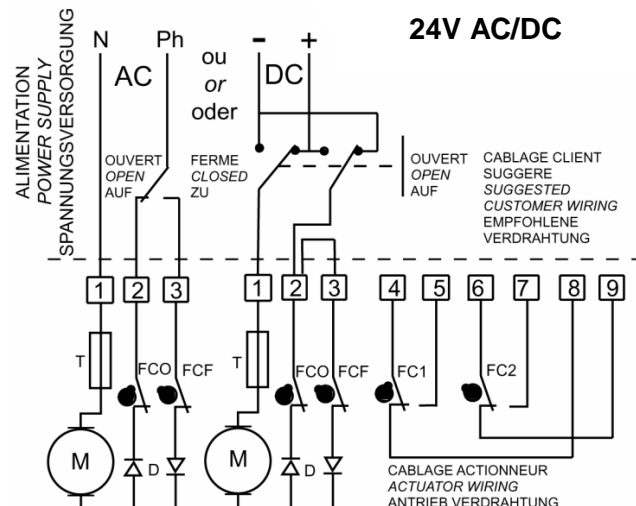 24V AC/DC
ALIMENTATION
POWER SUPPLY
SPANNUNGSVERSORGUNG
N Ph
AC
ou
or
oder
- +
DC
OUVERT
OPEN
AUF
FERME
CLOSED
ZU
OUVERT
OPEN
AUF
CABLAGE CLIENT
SUGGERE
SUGGESTED
CUSTOMER WIRING
EMPFOHLENE
VERDRAHTUNG
1 2 3 1 2 3 4 5 6 7 8 9
T FCO FCF T FCO FCF FC1 FC2
M D M D
CABLAGE ACTIONNEUR
ACTUATOR WIRING
ANTRIEB VERDRAHTUNG